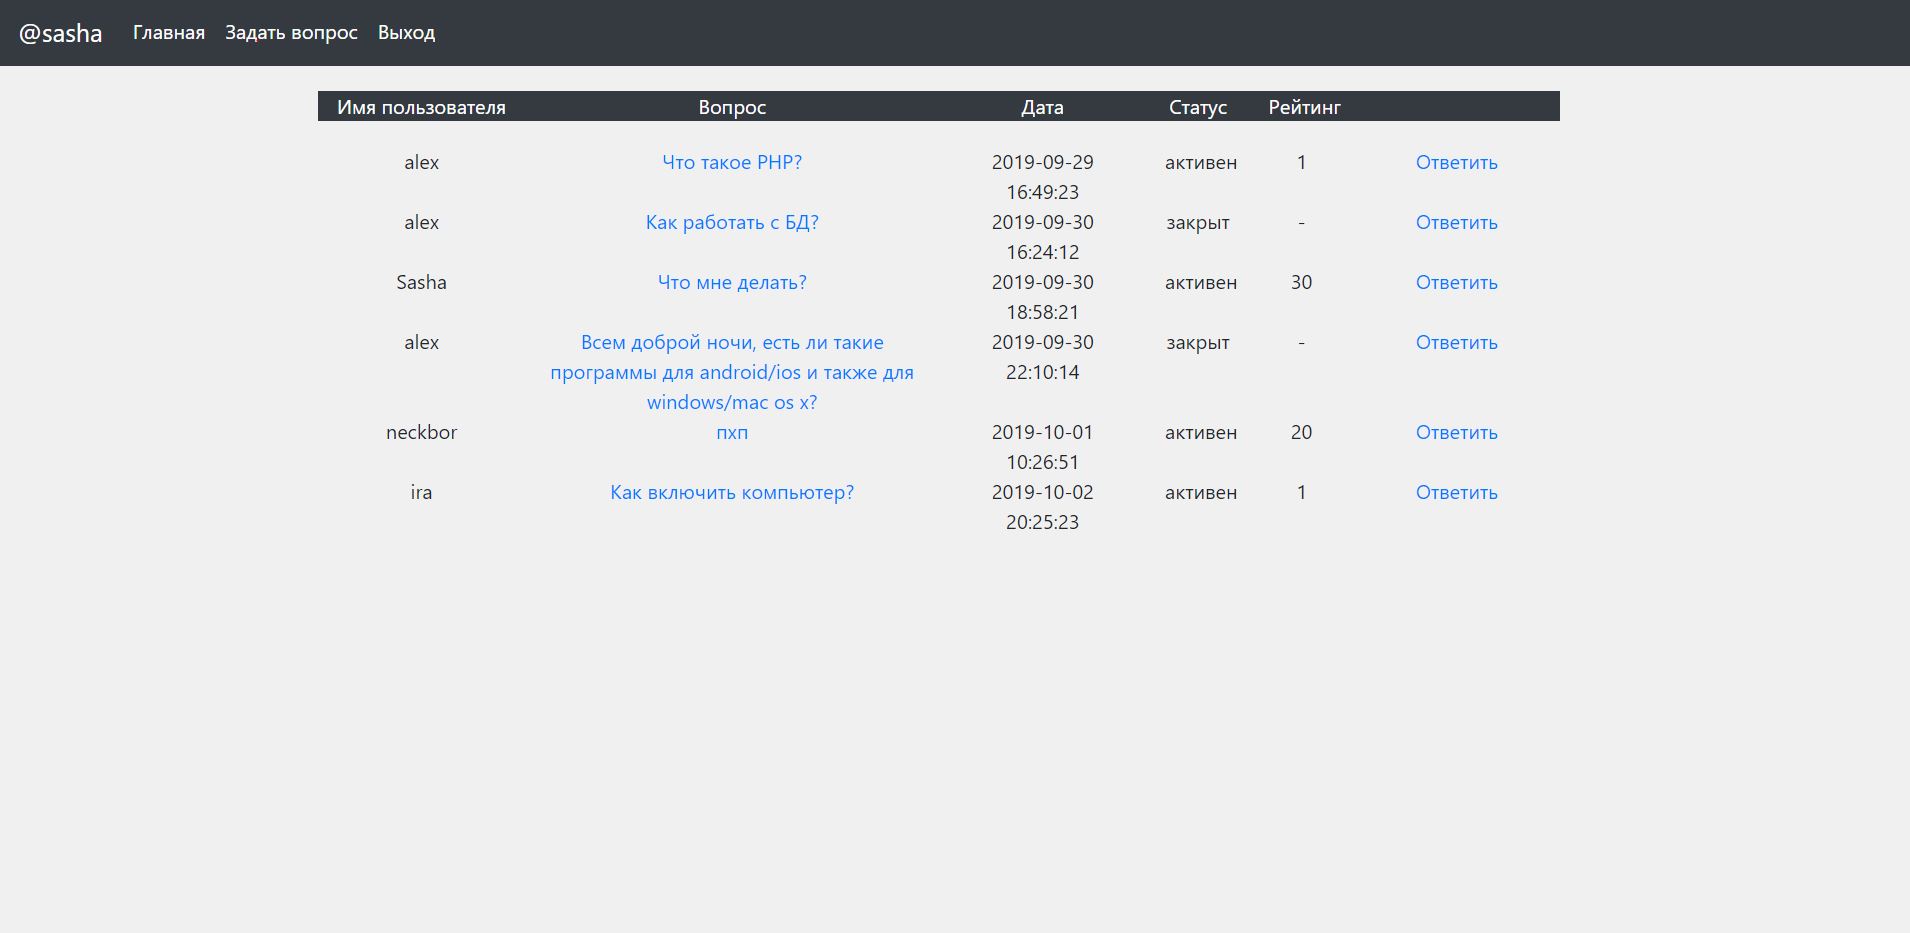 @sasha Главная Задать вопрос Выход
Имя пользователя Вопрос Дата Статус Рейтинг
alex Что такое PHP? 2019-09-29 активен 1 Ответить
16:49:23
alex Как работать с БД? 2019-09-30 закрыт - Ответить
16:24:12
Sasha Что мне делать? 2019-09-30 активен 30 Ответить
18:58:21
alex Всем доброй ночи, есть ли такие 2019-09-30 закрыт - Ответить
программы для android/ios и также для 22:10:14
windows/mac os x?
neckbor пхп 2019-10-01 активен 20 Ответить
10:26:51
ira Как включить компьютер? 2019-10-02 активен 1 Ответить
20:25:23